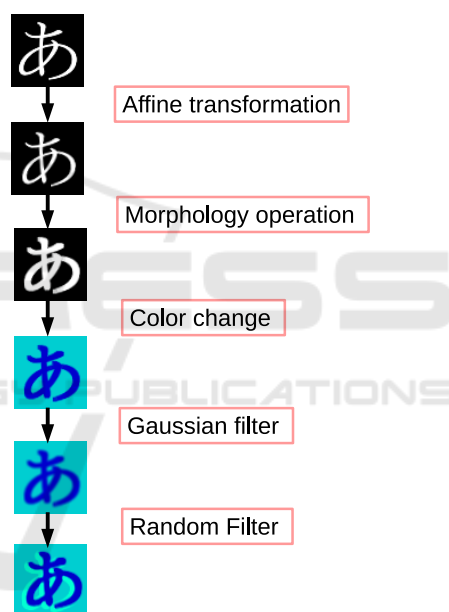 あ
Affine transformation
あ
Morphology operation
あ
Color change
あ
Gaussian filter
あ
Random Filter
あ